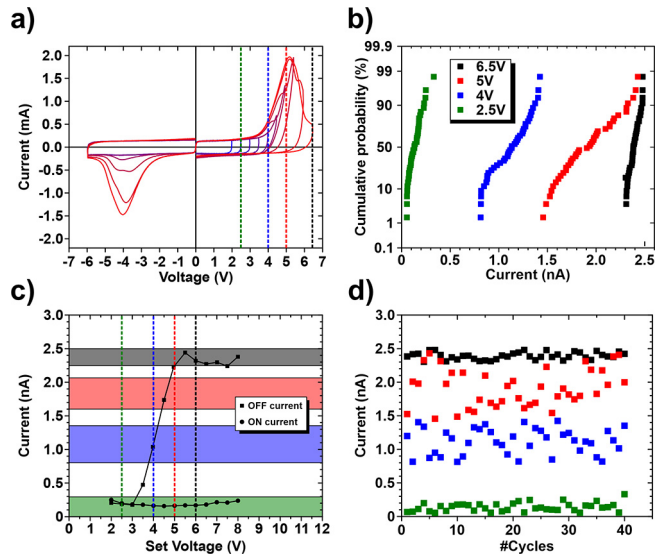 a)
Current (mA)
2.0
1.5
1.0
0.5
0.0
-0.5
-1.0
-1.5
-2.0
-7 -6 -5 -4 -3 -2 -1 0 1 2 3 4 5 6 7
Voltage (V)
b)
Cumulative probability (%)
99.9
99
90
50
10
1
0.1
6.5V
5V
4V
2.5V
0 0.5 1.0 1.5 2.0 2.5
Current (nA)
c)
Current (nA)
3.0
2.5
2.0
1.5
1.0
0.5
0.0
OFF current
ON current
0 1 2 3 4 5 6 7 8 9 10 11 12
Set Voltage (V)
d)
Current (nA)
3.0
2.5
2.0
1.5
1.0
0.5
0.0
0 10 20 30 40
#Cycles